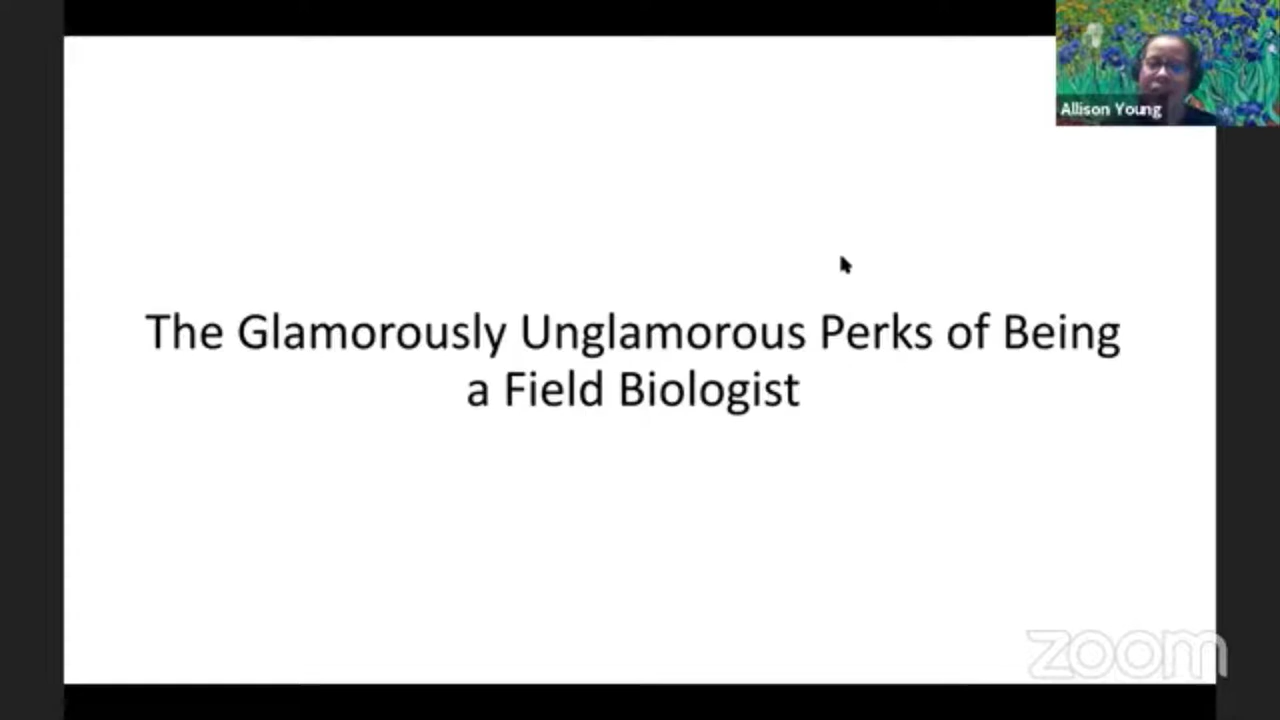 Allison Young
The Glamorously Unglamorous Perks of Being
a Field Biologist
zoom